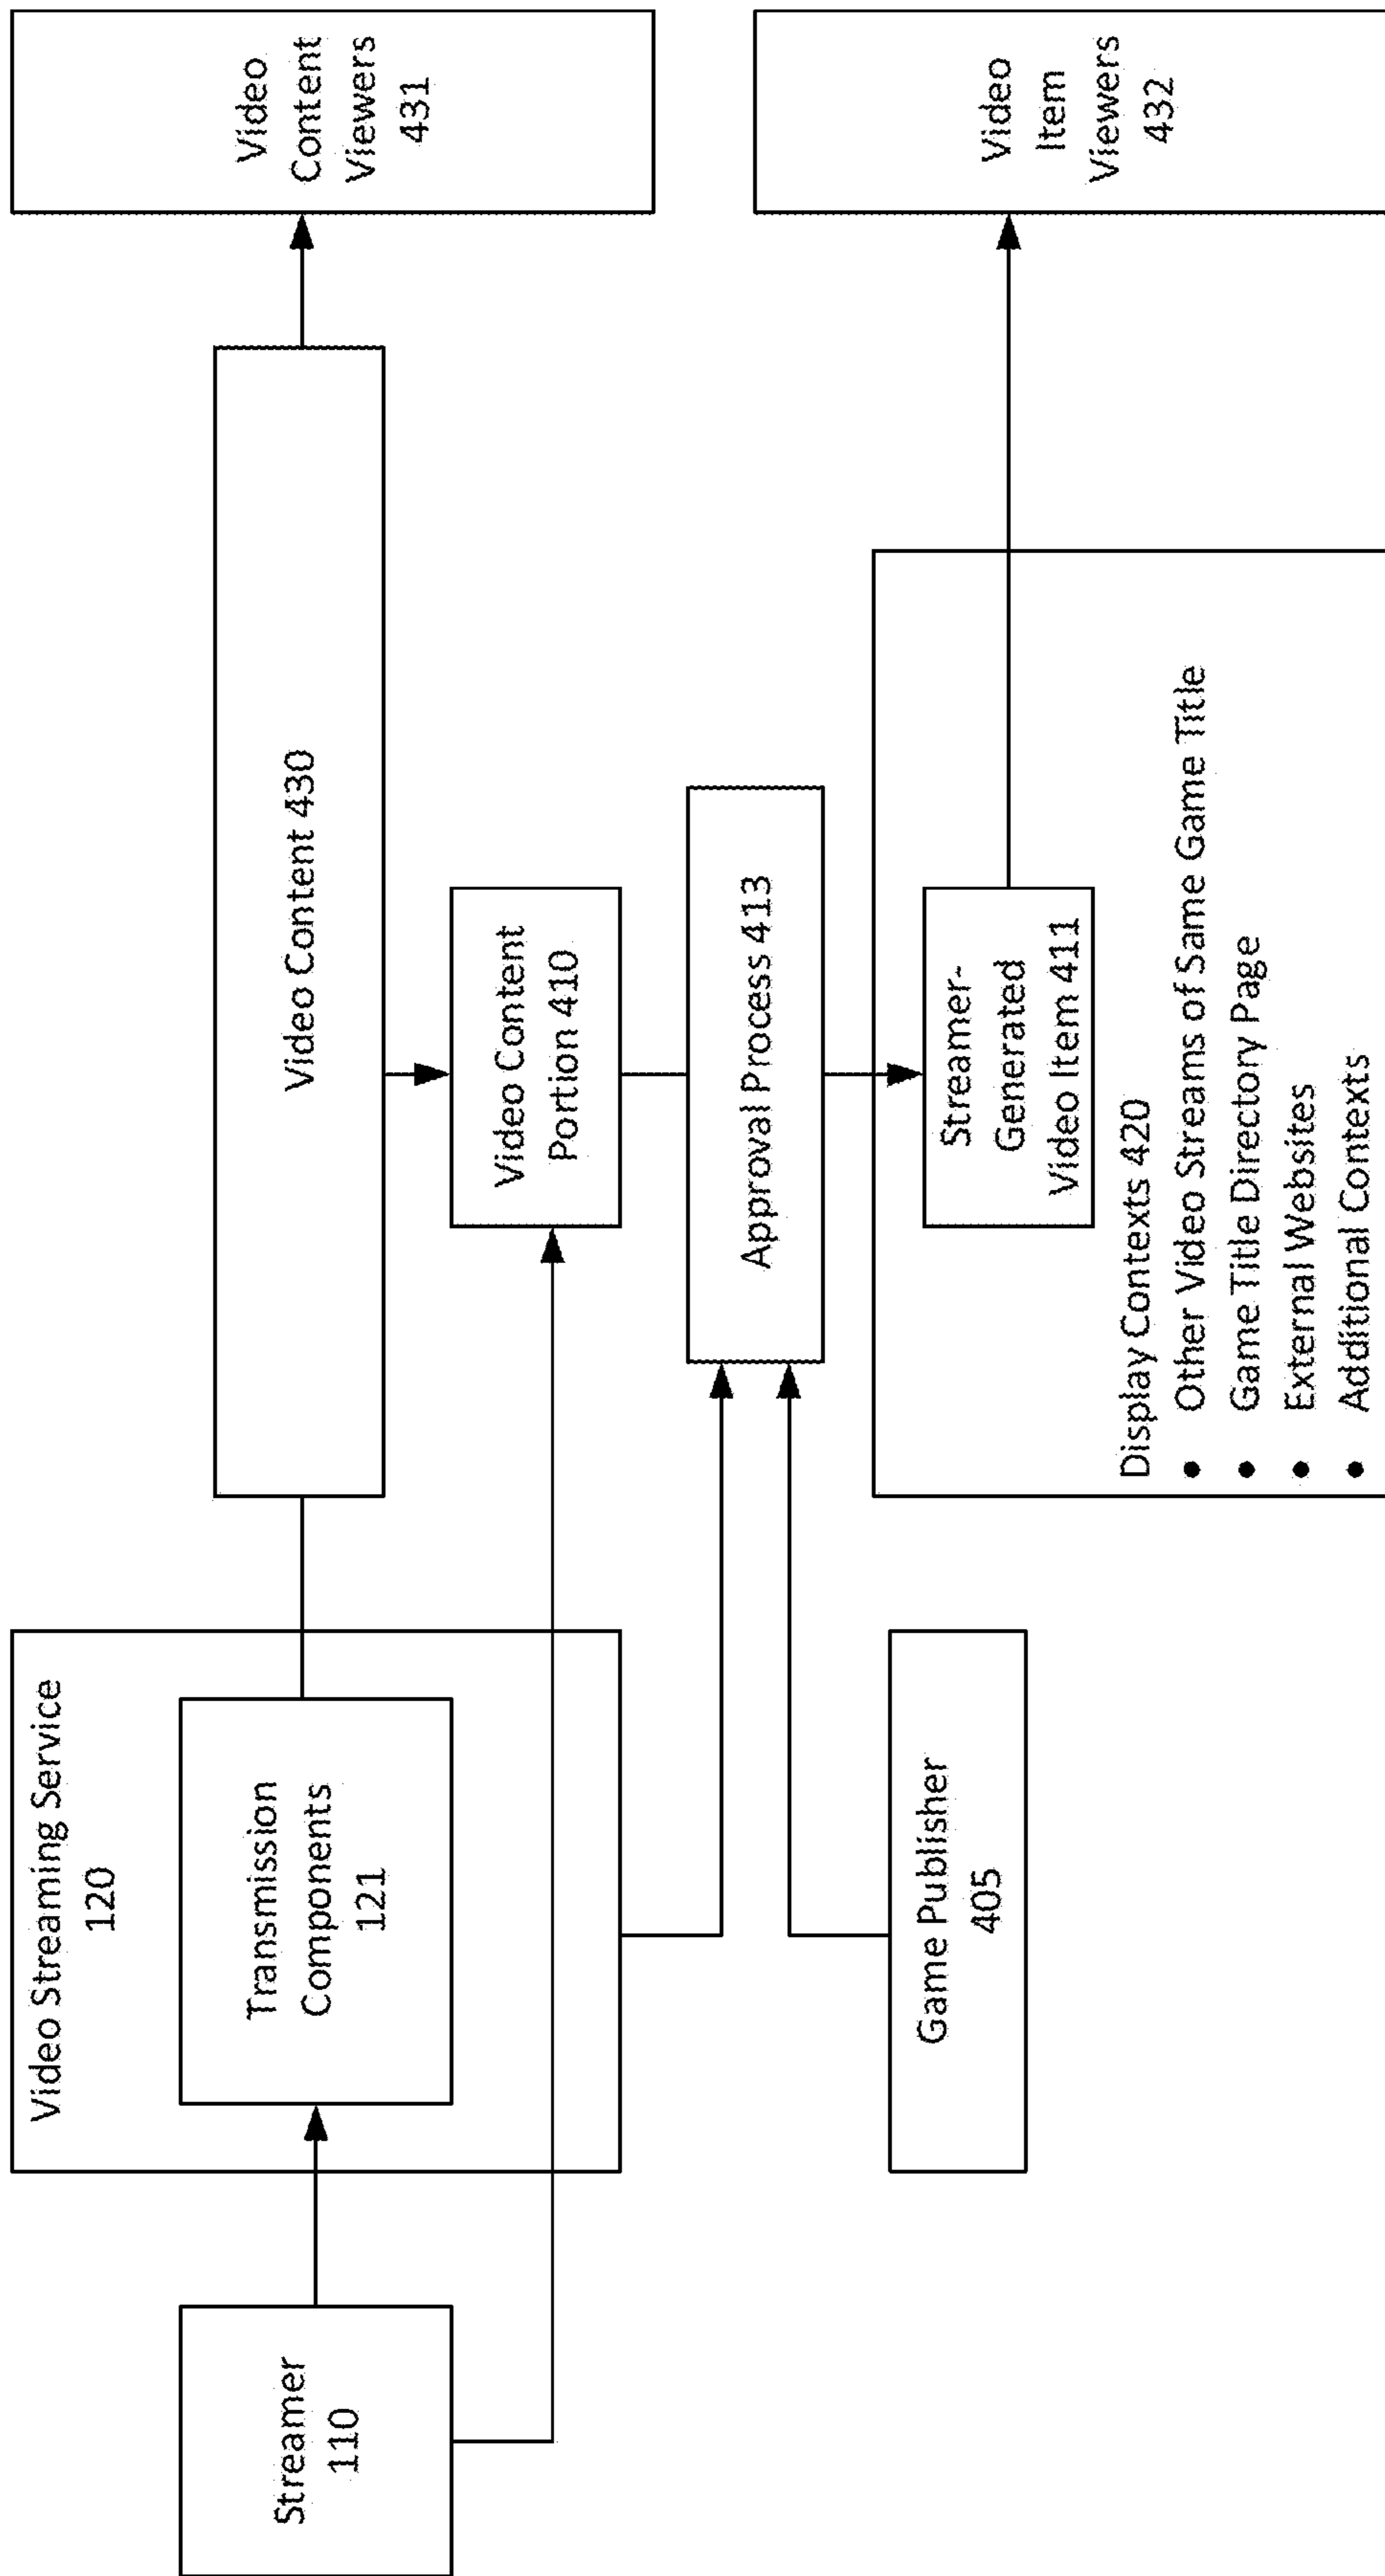 Video Streaming Service
120
Transmission
Components
121
Streamer
110
Video Content 430
Video
Content
Viewers
431
Video Content
Portion 410
Approval Process 413
Game Publisher
405
Streamer-
Generated
Video Item 411
Display Contexts 420
• Other Video Streams of Same Game Title
• Game Title Directory Page
• External Websites
• Additional Contexts
Video
Item
Viewers
432